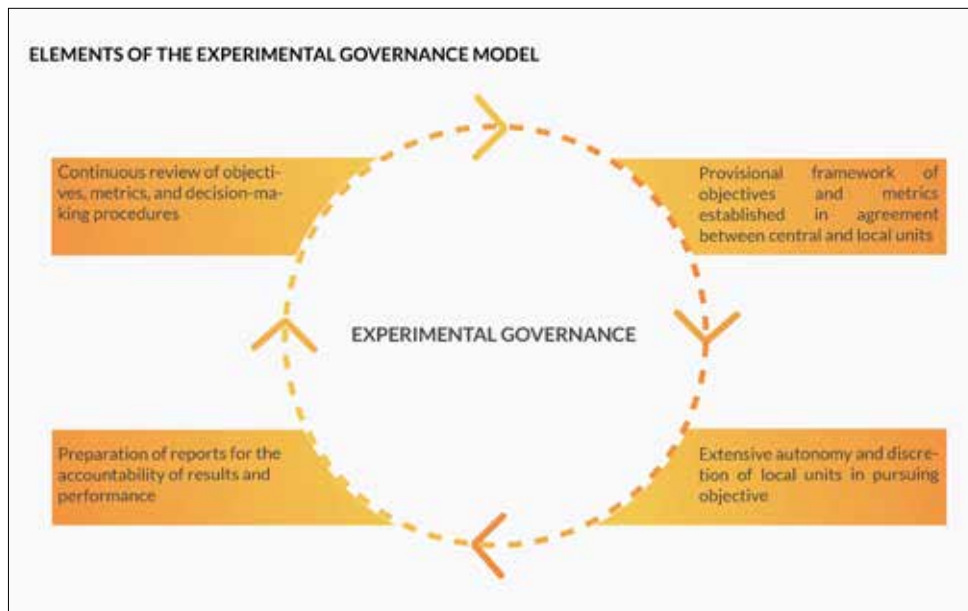 ELEMENTS OF THE EXPERIMENTAL GOVERNANCE MODEL
Continuous review of objecti-
ves, metrics, and decision-ma-
king procedures
Provisional framework of
objectives and metrics
established in agreement
between central and local units
EXPERIMENTAL GOVERNANCE
Preparation of reports for the
accountability of results and
performance
Extensive autonomy and discre-
tion of local units in pursuing
objective